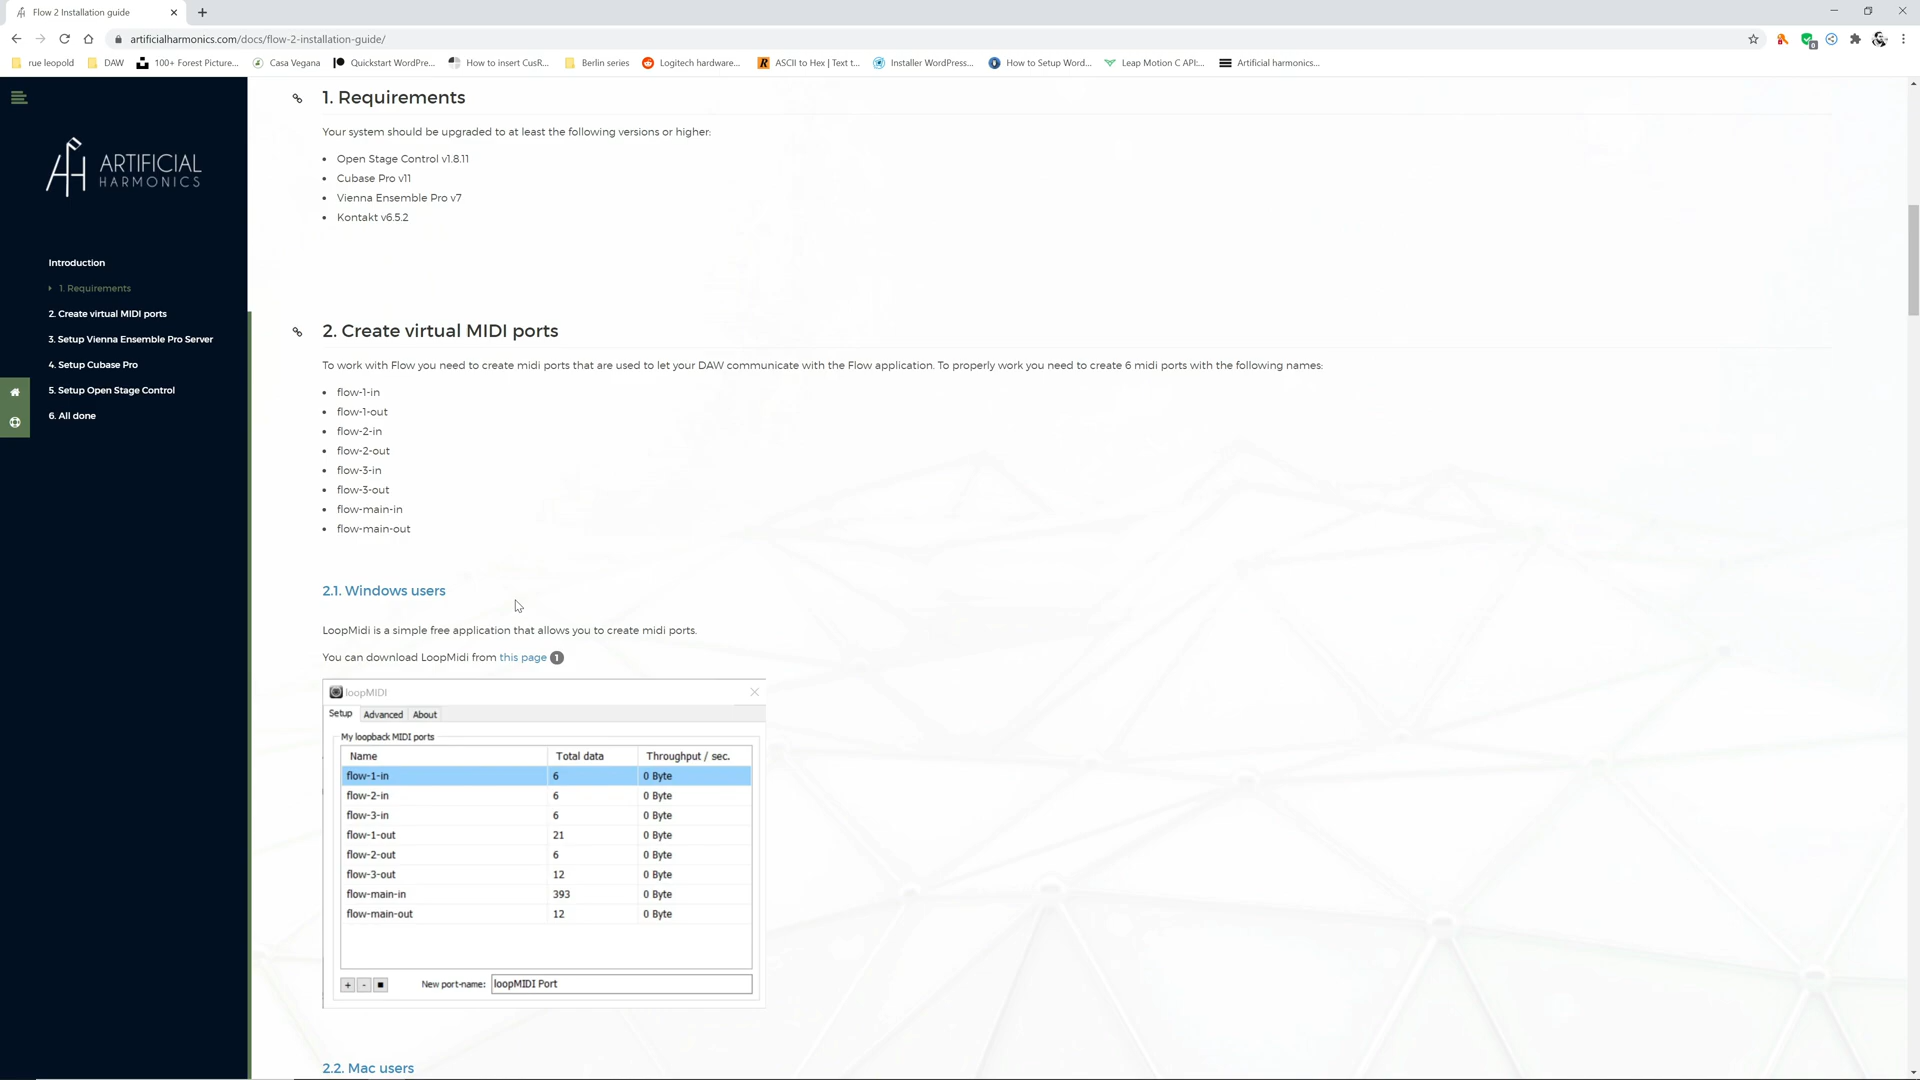 Flow 2 Installation guide
artificialharmonics.com/docs/flow-2-installation-guide/
rue leopold
DAW
100+ Forest Picture...
Casa Vegana
Quickstart WordPre...
How to insert CusR...
Berlin series
Logitech hardware...
ASCII to Hex | Text t...
Installer WordPress...
How to Setup Word...
Leap Motion C API:...
Artificial harmonics...
ARTIFICIAL
HARMONICS
Introduction
1. Requirements
2. Create virtual MIDI ports
3. Setup Vienna Ensemble Pro Server
4. Setup Cubase Pro
5. Setup Open Stage Control
6. All done
1. Requirements
Your system should be upgraded to at least the following versions or higher:
• Open Stage Control v1.8.11
• Cubase Pro v11
• Vienna Ensemble Pro v7
• Kontakt v6.5.2
2. Create virtual MIDI ports
To work with Flow you need to create midi ports that are used to let your DAW communicate with the Flow application. To properly work you need to create 6 midi ports with the following names:
• flow-1-in
• flow-1-out
• flow-2-in
• flow-2-out
• flow-3-in
• flow-3-out
• flow-main-in
• flow-main-out
2.1. Windows users
LoopMidi is a simple free application that allows you to create midi ports.
You can download LoopMidi from this page 1
loopMIDI
Setup Advanced About
My loopback MIDI ports
Name Total data Throughput / sec.
flow-1-in 6 0 Byte
flow-2-in 6 0 Byte
flow-3-in 6 0 Byte
flow-1-out 21 0 Byte
flow-2-out 6 0 Byte
flow-3-out 12 0 Byte
flow-main-in 393 0 Byte
flow-main-out 12 0 Byte
+ - New port-name: loopMIDI Port
2.2. Mac users